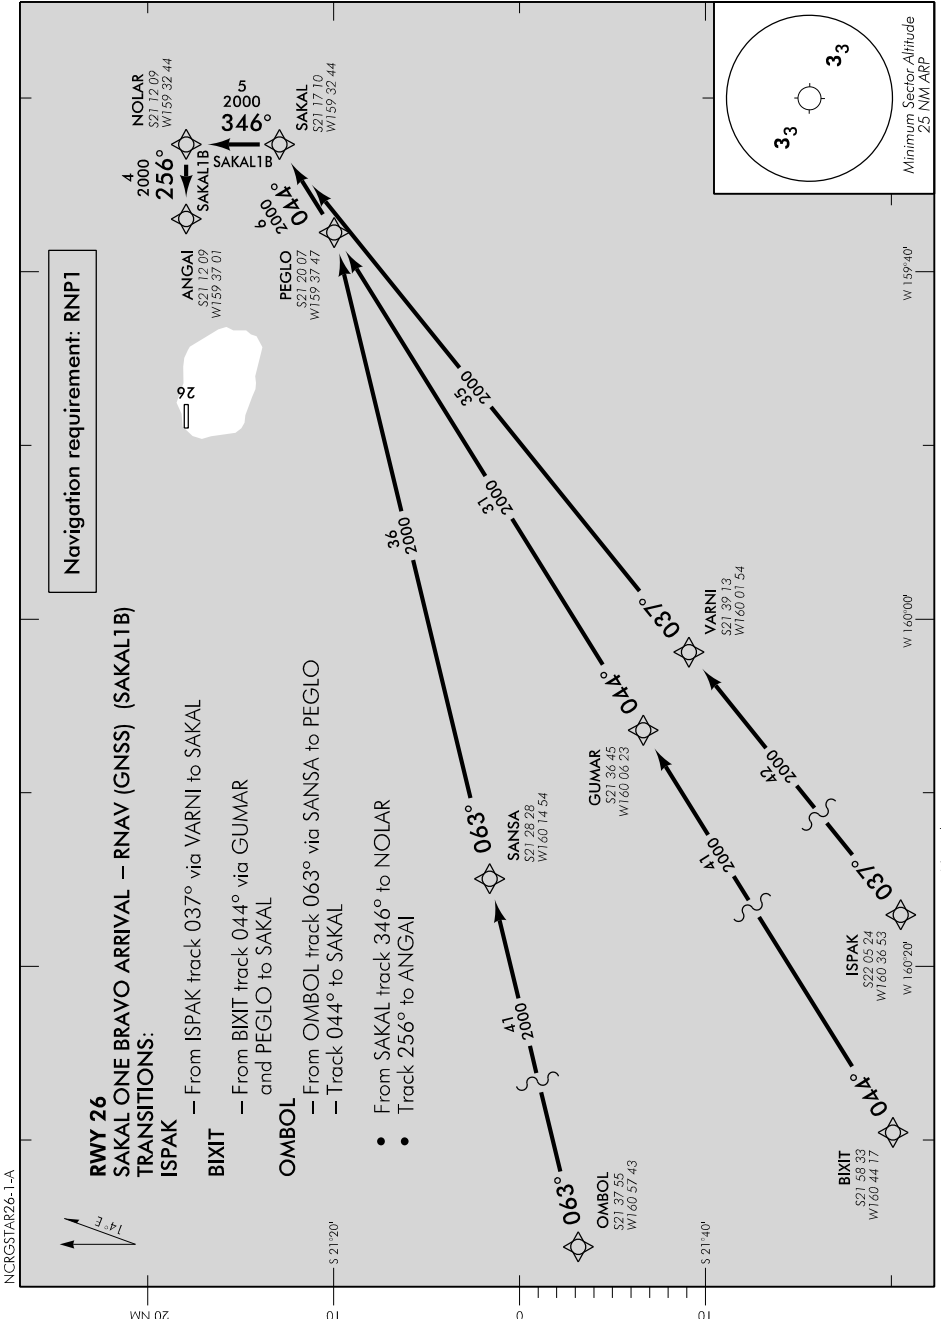 NCRGSTAR26-1-A
14°E
RWY 26
SAKAL ONE BRAVO ARRIVAL – RNAV (GNSS) (SAKAL1B)
TRANSITIONS:
ISPAK
– From ISPAK track 037° via VARNI to SAKAL
BIXIT
– From BIXIT track 044° via GUMAR
and PEGLO to SAKAL
OMBOL
– From OMBOL track 063° via SANSA to PEGLO
– Track 044° to SAKAL
• From SAKAL track 346° to NOLAR
• Track 256° to ANGAI
Navigation requirement: RNP1
NOLAR
S21 12 09
W159 32 44
4
2000
256°
SAKAL1B
ANGAI
S21 12 09
W159 37 01
5
2000
346°
SAKAL1B
SAKAL
S21 17 10
W159 32 44
6
2000
044°
PEGLO
S21 20 07
W159 37 47
26
36
2000
063°
SANSA
S21 28 28
W160 14 54
41
2000
063°
OMBOL
S21 37 55
W160 57 43
31
2000
044°
GUMAR
S21 36 45
W160 06 23
41
2000
044°
BIXIT
S21 58 33
W160 44 17
35
2000
037°
VARNI
S21 39 13
W160 01 54
42
2000
037°
ISPAK
S22 05 24
W160 36 53
33
33
Minimum Sector Altitude
25 NM ARP
W 159°40'
W 160°00'
W 160°20'
S 21°20'
S 21°40'
20 NM
10
0
10